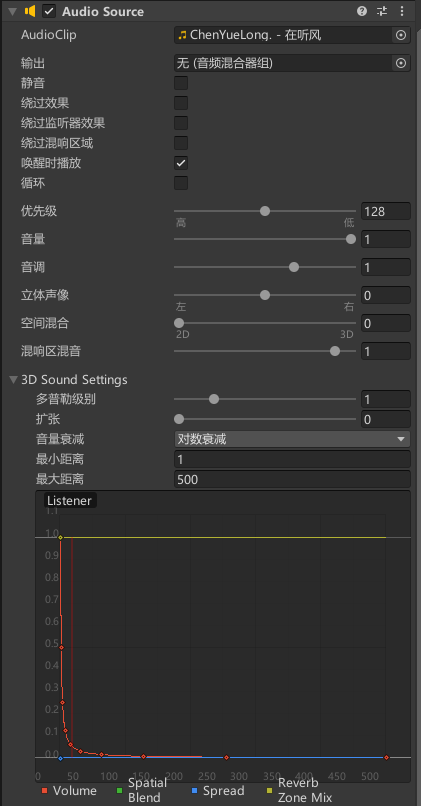 Audio Source
AudioClip ChenYueLong. - 在听风
输出 无 (音频混合器组)
静音
绕过效果
绕过监听器效果
绕过混响区域
唤醒时播放
循环
优先级 128
高 低
音量 1
音调 1
立体声像 0
左 右
空间混合 0
2D 3D
混响区混音 1
3D Sound Settings
多普勒级别 1
扩张 0
音量衰减 对数衰减
最小距离 1
最大距离 500
Listener
1.1
1.0
0.9
0.8
0.7
0.6
0.5
0.4
0.3
0.2
0.1
0.0
0 50 100 150 200 250 300 350 400 450 500
Volume Spatial Blend Spread Reverb Zone Mix